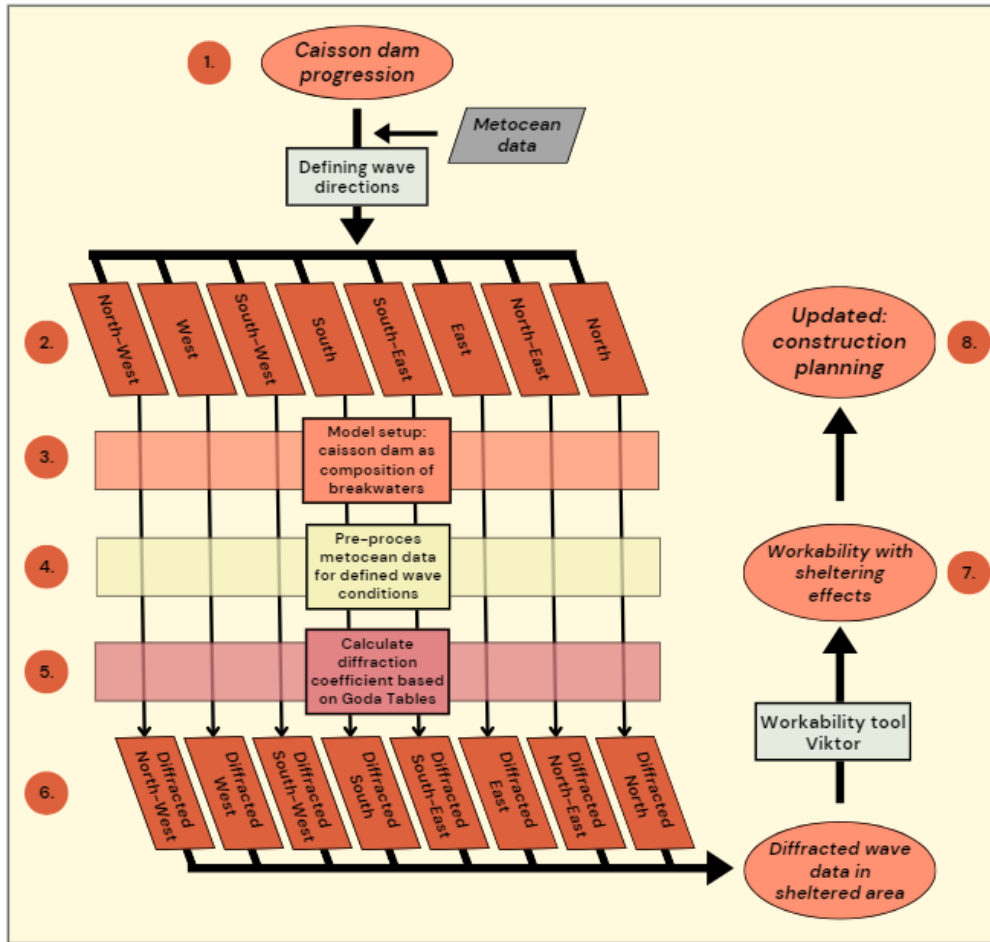 1.
Caisson dam
progression
Metocean
data
Defining wave
directions
2.
North-West
West
South-West
South
South-East
East
North-East
North
3.
Model setup:
caisson dam as
composition of
breakwaters
4.
Pre-proces
metocean data
for defined wave
conditions
5.
Calculate
diffraction
coefficient based
on Goda Tables
6.
Diffracted
North-West
Diffracted
West
Diffracted
South-West
Diffracted
South
Diffracted
South-East
Diffracted
East
Diffracted
North-East
Diffracted
North
Diffracted wave
data in
sheltered area
Workability tool
Viktor
Workability with
sheltering
effects
7.
Updated:
construction
planning
8.